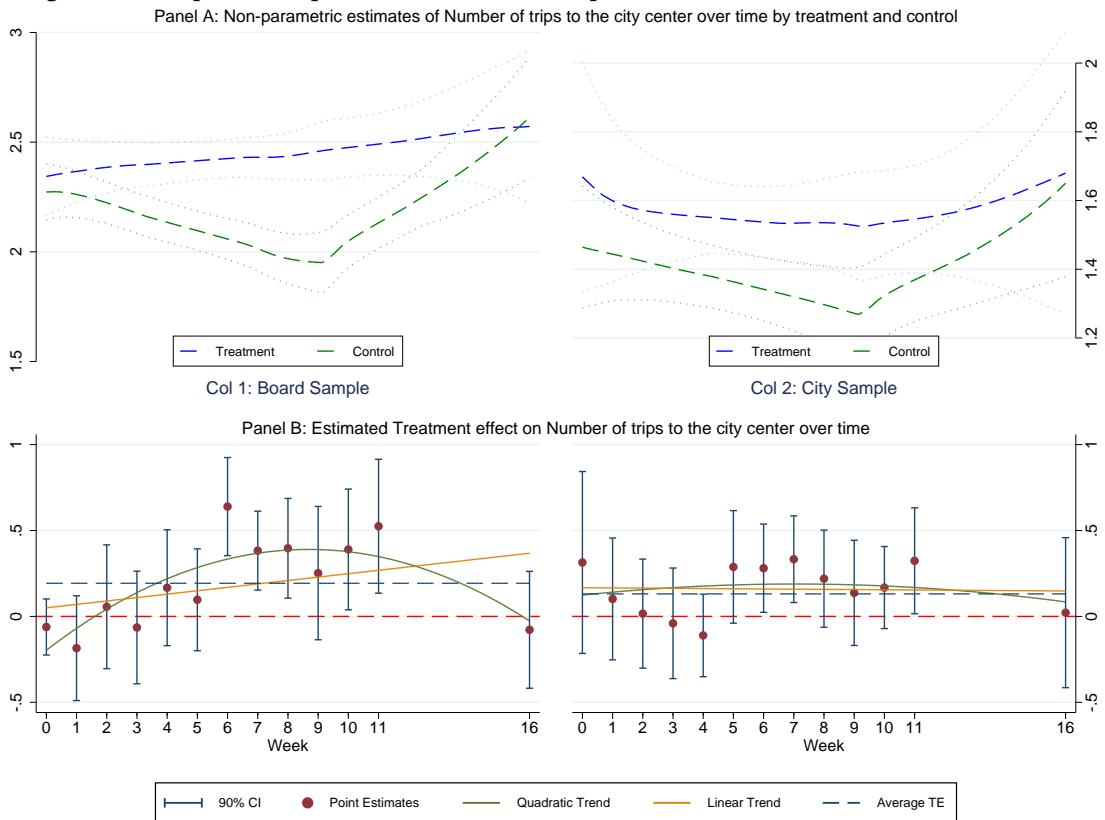 Panel A: Non-parametric estimates of Number of trips to the city center over time by treatment and control
3
2.5
2
1.5
2
1.8
1.6
1.4
1.2
Treatment Control
Treatment Control
Col 1: Board Sample
Col 2: City Sample
Panel B: Estimated Treatment effect on Number of trips to the city center over time
1
.5
0
-.5
1
.5
0
-.5
0 1 2 3 4 5 6 7 8 9 10 11 16
Week
0 1 2 3 4 5 6 7 8 9 10 11 16
Week
90% CI Point Estimates Quadratic Trend Linear Trend Average TE